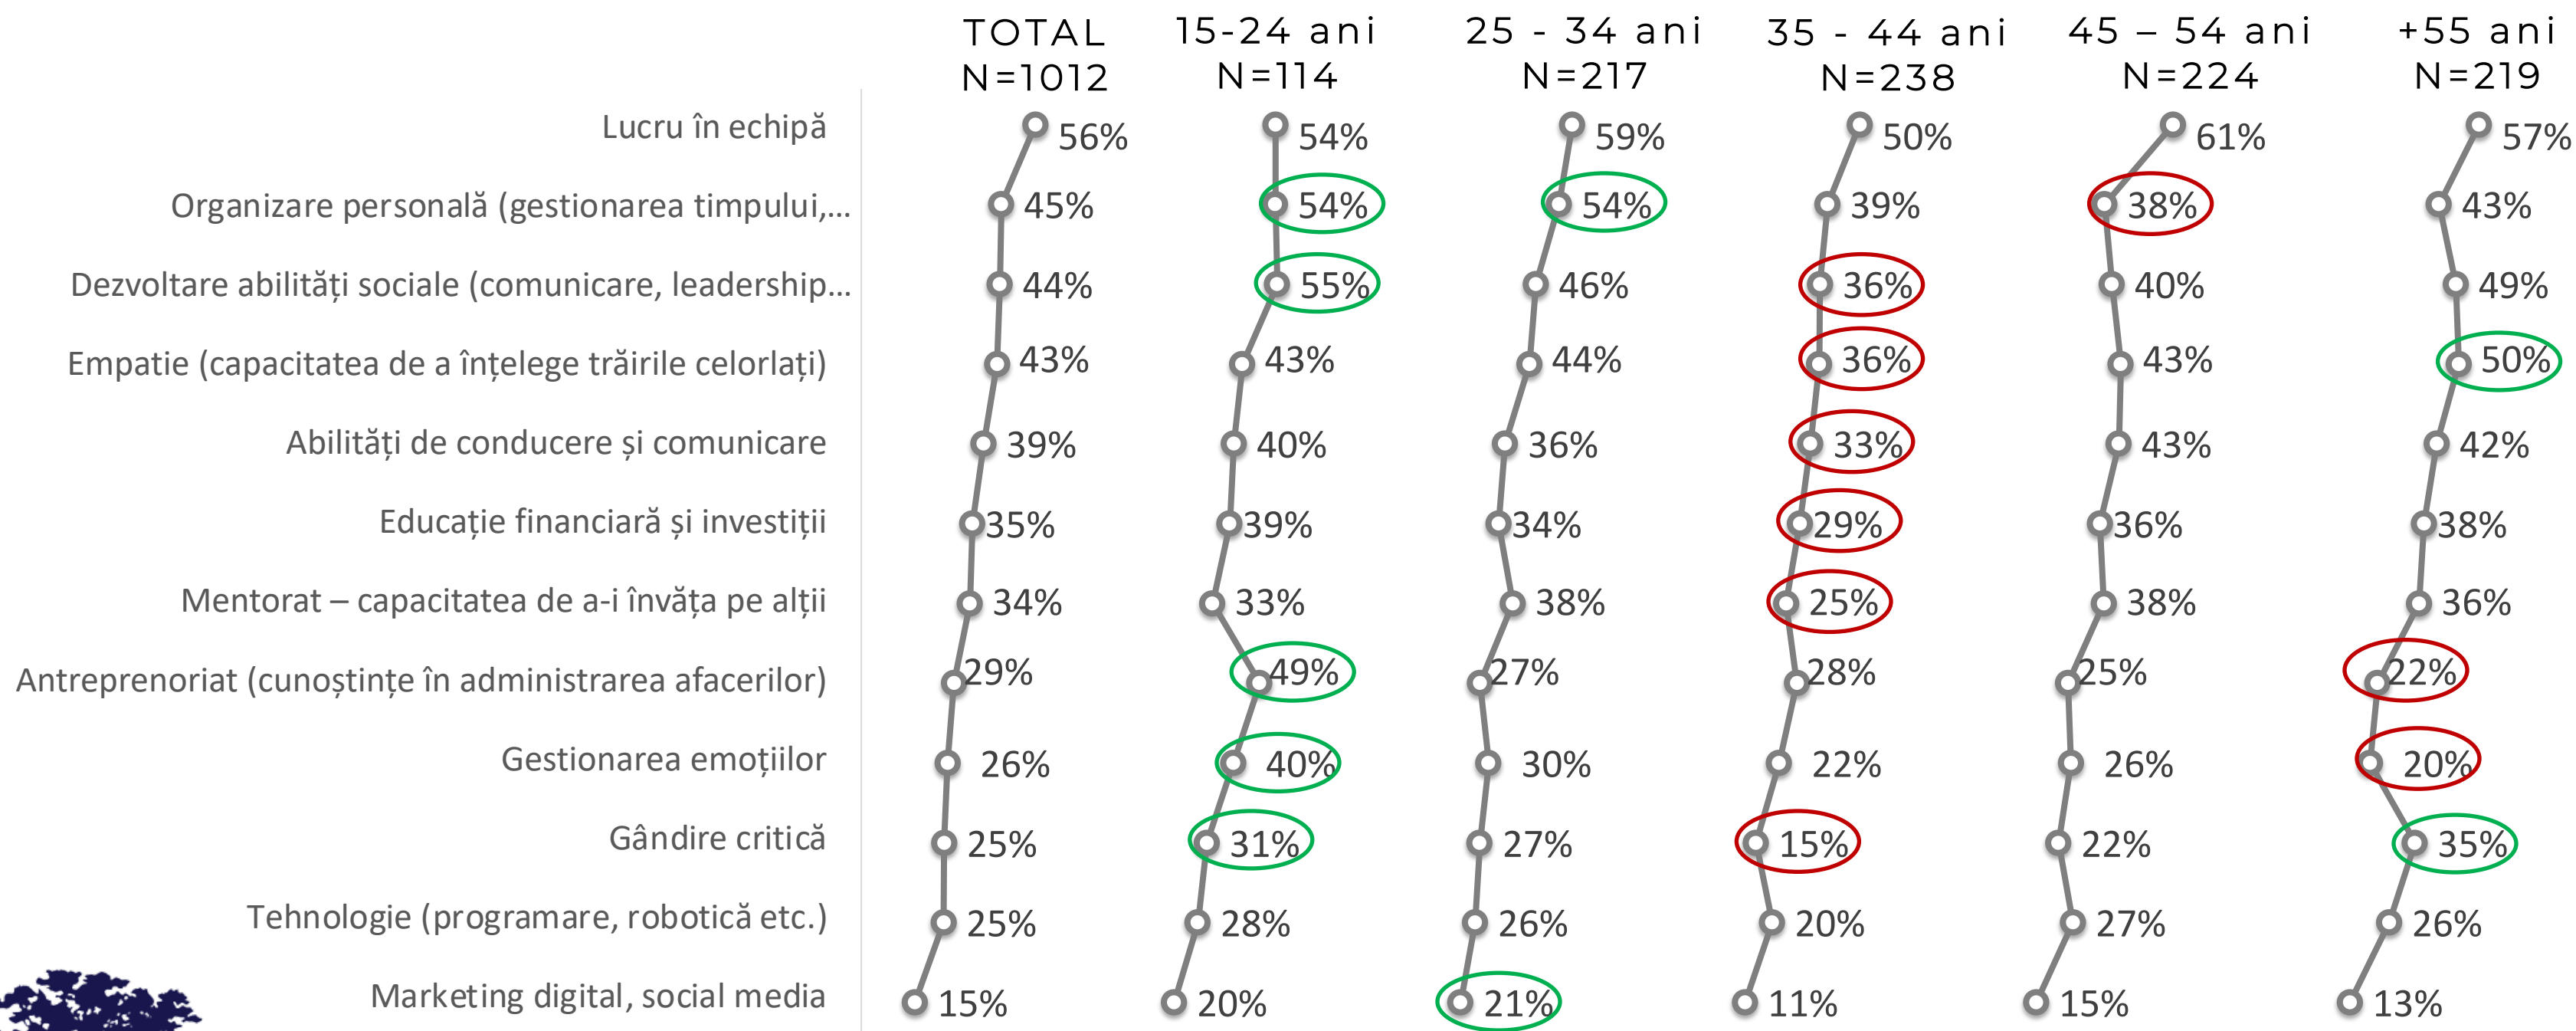 TOTAL 15-24 ani 25 - 34 ani 35 - 44 ani 45 – 54 ani +55 ani
N=1012 N=114 N=217 N=238 N=224 N=219
Lucru în echipă 56% 54% 59% 50% 61% 57%
Organizare personală (gestionarea timpului,... 45% 54% 54% 39% 38% 43%
Dezvoltare abilități sociale (comunicare, leadership... 44% 55% 46% 36% 40% 49%
Empatie (capacitatea de a înțelege trăirile celorlați) 43% 43% 44% 36% 43% 50%
Abilități de conducere și comunicare 39% 40% 36% 33% 43% 42%
Educație financiară și investiții 35% 39% 34% 29% 36% 38%
Mentorat – capacitatea de a-i învăța pe alții 34% 33% 38% 25% 38% 36%
Antreprenoriat (cunoștințe în administrarea afacerilor) 29% 49% 27% 28% 25% 22%
Gestionarea emoțiilor 26% 40% 30% 22% 26% 20%
Gândire critică 25% 31% 27% 15% 22% 35%
Tehnologie (programare, robotică etc.) 25% 28% 26% 20% 27% 26%
Marketing digital, social media 15% 20% 21% 11% 15% 13%